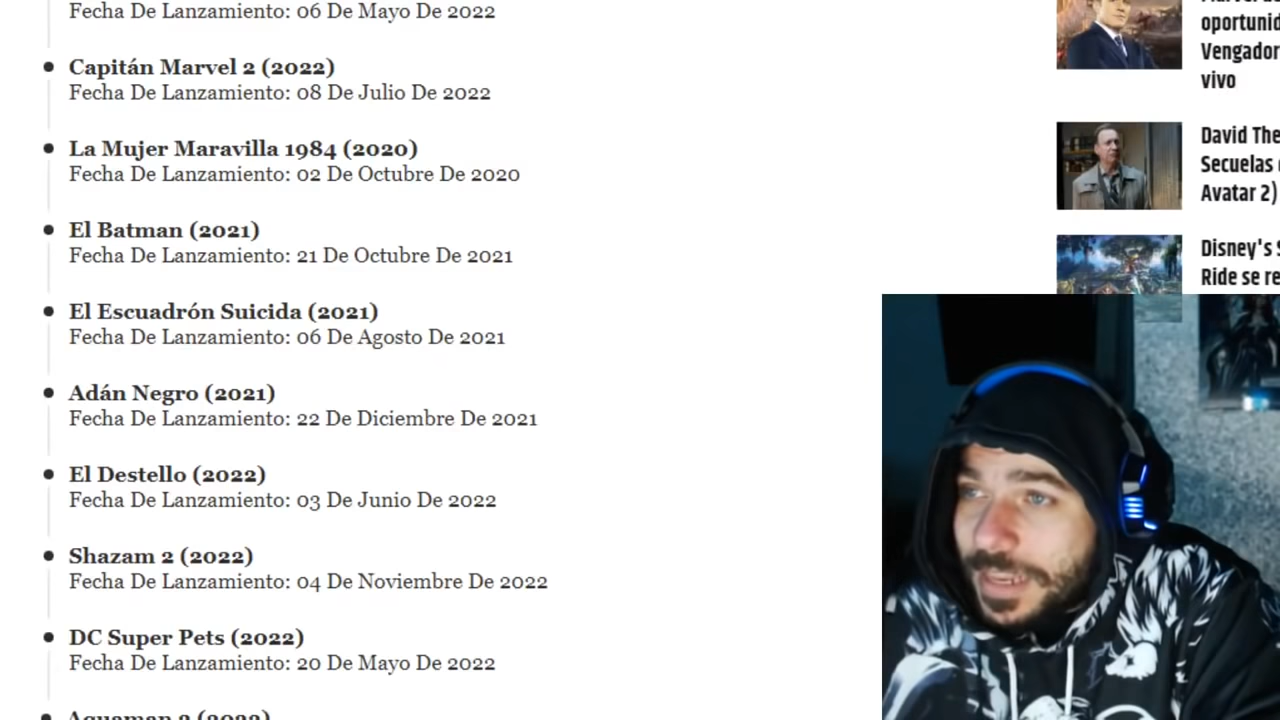 Fecha De Lanzamiento: 06 De Mayo De 2022
Capitán Marvel 2 (2022)
Fecha De Lanzamiento: 08 De Julio De 2022
La Mujer Maravilla 1984 (2020)
Fecha De Lanzamiento: 02 De Octubre De 2020
El Batman (2021)
Fecha De Lanzamiento: 21 De Octubre De 2021
El Escuadrón Suicida (2021)
Fecha De Lanzamiento: 06 De Agosto De 2021
Adán Negro (2021)
Fecha De Lanzamiento: 22 De Diciembre De 2021
El Destello (2022)
Fecha De Lanzamiento: 03 De Junio De 2022
Shazam 2 (2022)
Fecha De Lanzamiento: 04 De Noviembre De 2022
DC Super Pets (2022)
Fecha De Lanzamiento: 20 De Mayo De 2022
Aquaman 2 (2022)
oportunid
Vengador
vivo
David The
Secuelas
Avatar 2)
Disney's S
Ride se re